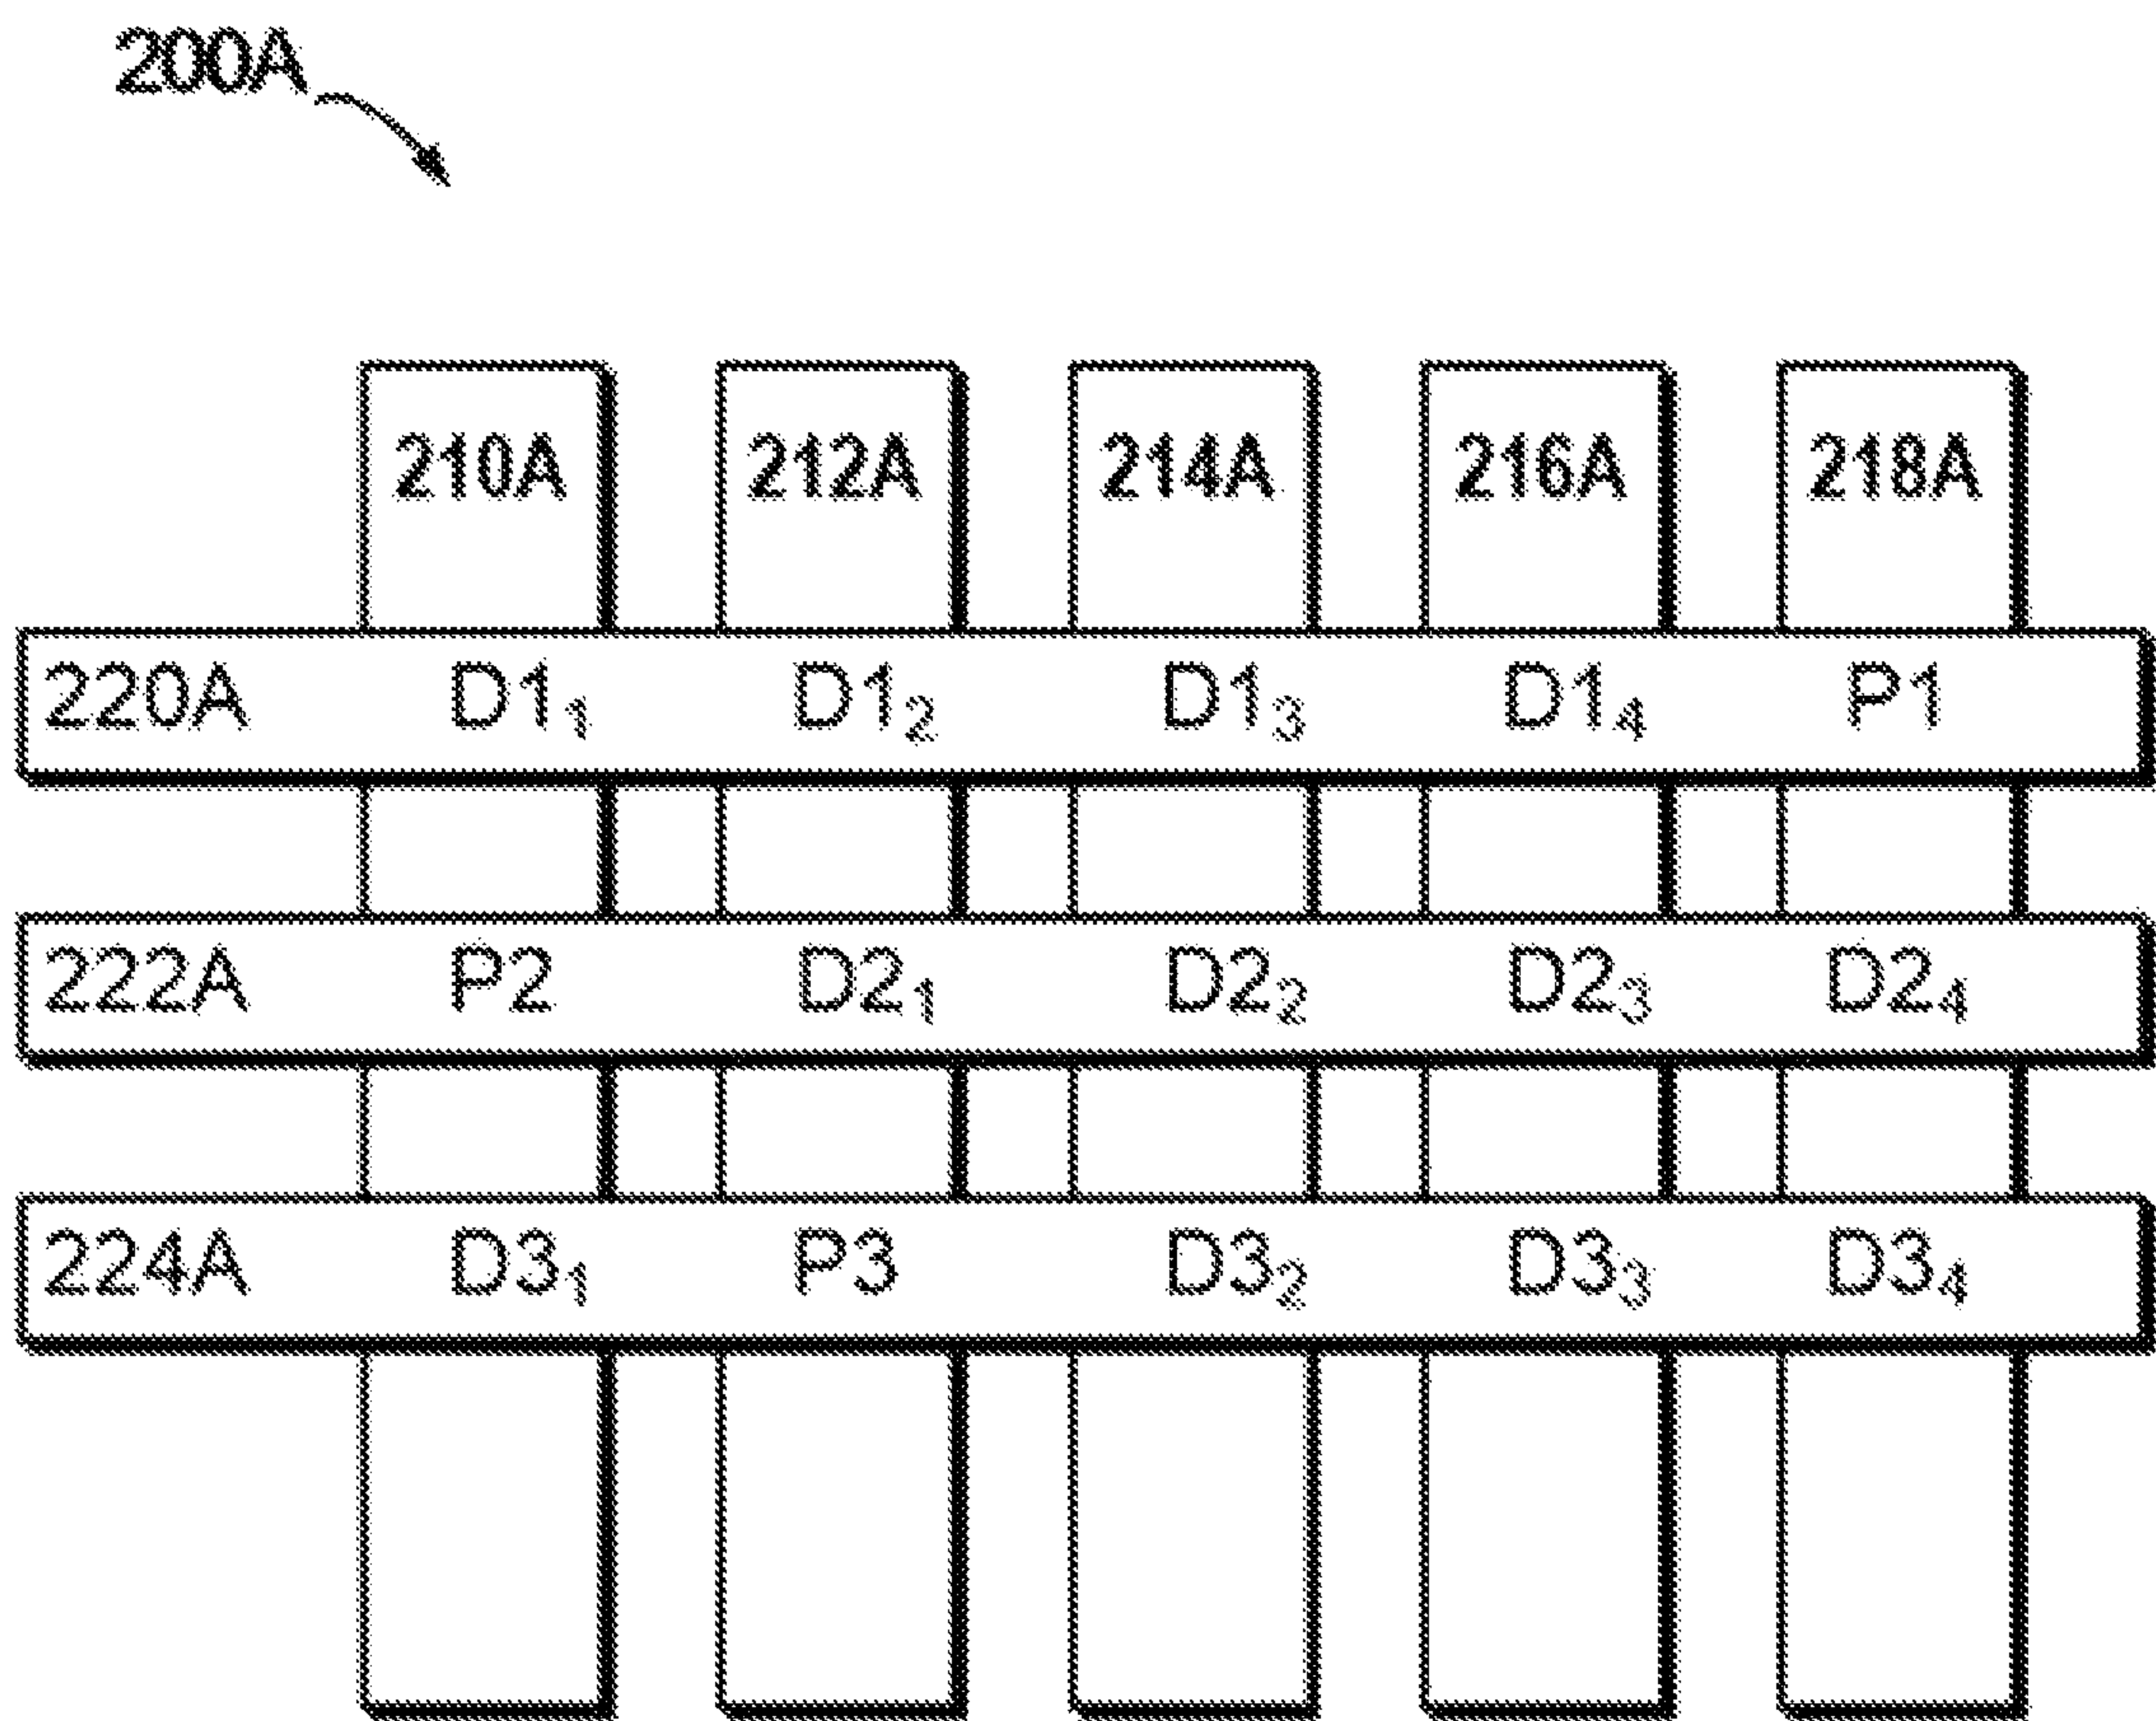 200A
210A 212A 214A 216A 218A
220A D1₁ D1₂ D1₃ D1₄ P1
222A P2 D2₁ D2₂ D2₃ D2₄
224A D3₁ P3 D3₂ D3₃ D3₄